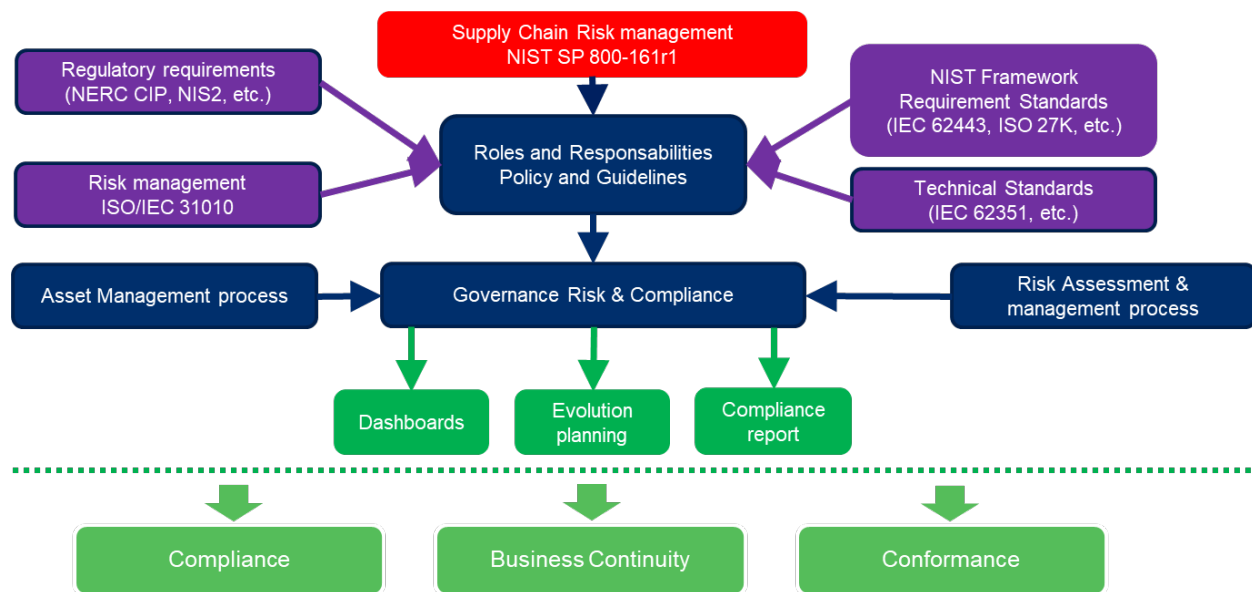 Supply Chain Risk management
NIST SP 800-161r1
Regulatory requirements
(NERC CIP, NIS2, etc.)
NIST Framework
Requirement Standards
(IEC 62443, ISO 27K, etc.)
Roles and Responsabilities
Policy and Guidelines
Risk management
ISO/IEC 31010
Technical Standards
(IEC 62351, etc.)
Asset Management process
Governance Risk & Compliance
Risk Assessment &
management process
Dashboards
Evolution
planning
Compliance
report
Compliance
Business Continuity
Conformance